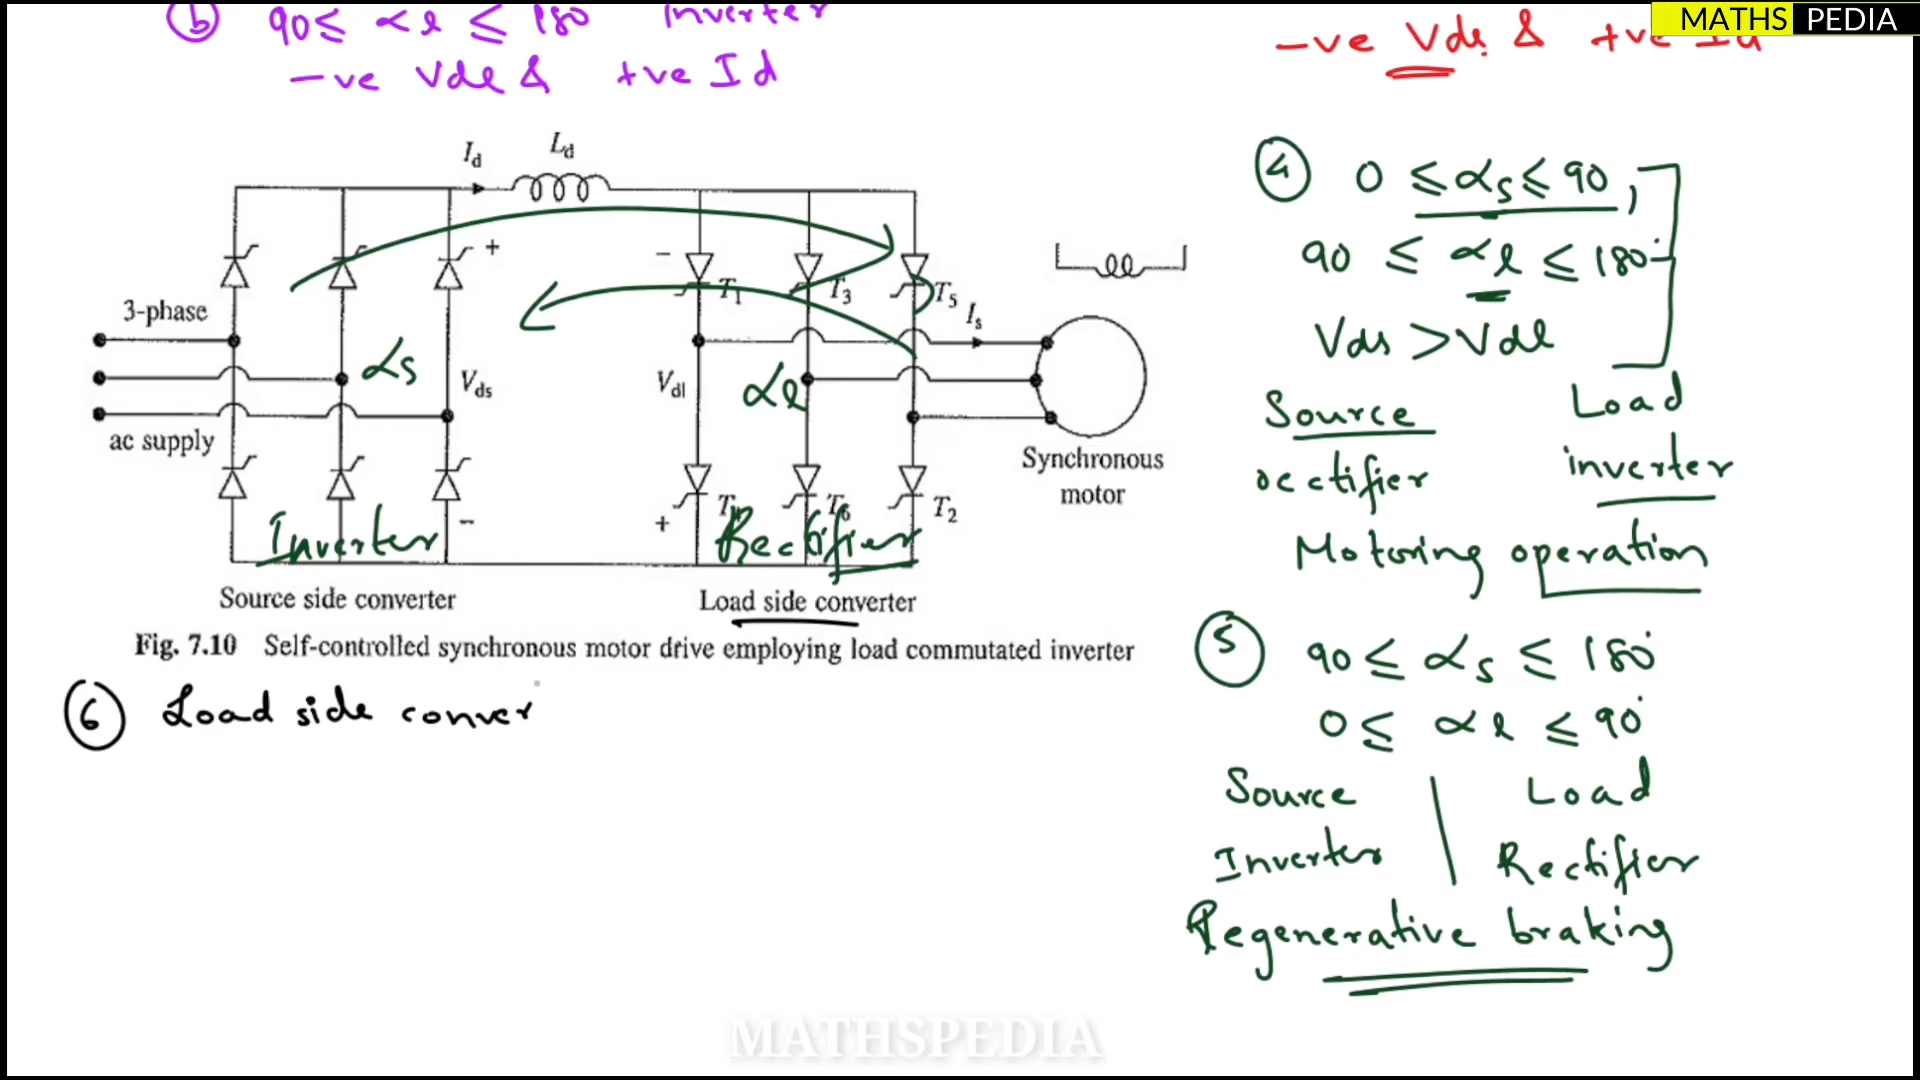 MATHS PEDIA
b 90 ≤ αl ≤ 180 Inverter
-ve Vdl & +ve Id
-ve Vds & +ve Id
Id
Ld
+
-
T1
T3
T5
Is
3-phase
αs
Vds
Vdl
αl
ac supply
Synchronous
motor
+
-
T6
T2
Inverter
Rectifier
Source side converter
Load side converter
Fig. 7.10 Self-controlled synchronous motor drive employing load commutated inverter
6 Load side conver
4 0 ≤ αs ≤ 90,
90 ≤ αl ≤ 180°
Vds > Vdl
Source Load
rectifier inverter
Motoring operation
5 90 ≤ αs ≤ 180°
0 ≤ αl ≤ 90°
Source Load
Inverter Rectifier
Regenerative braking
MATHSPEDIA